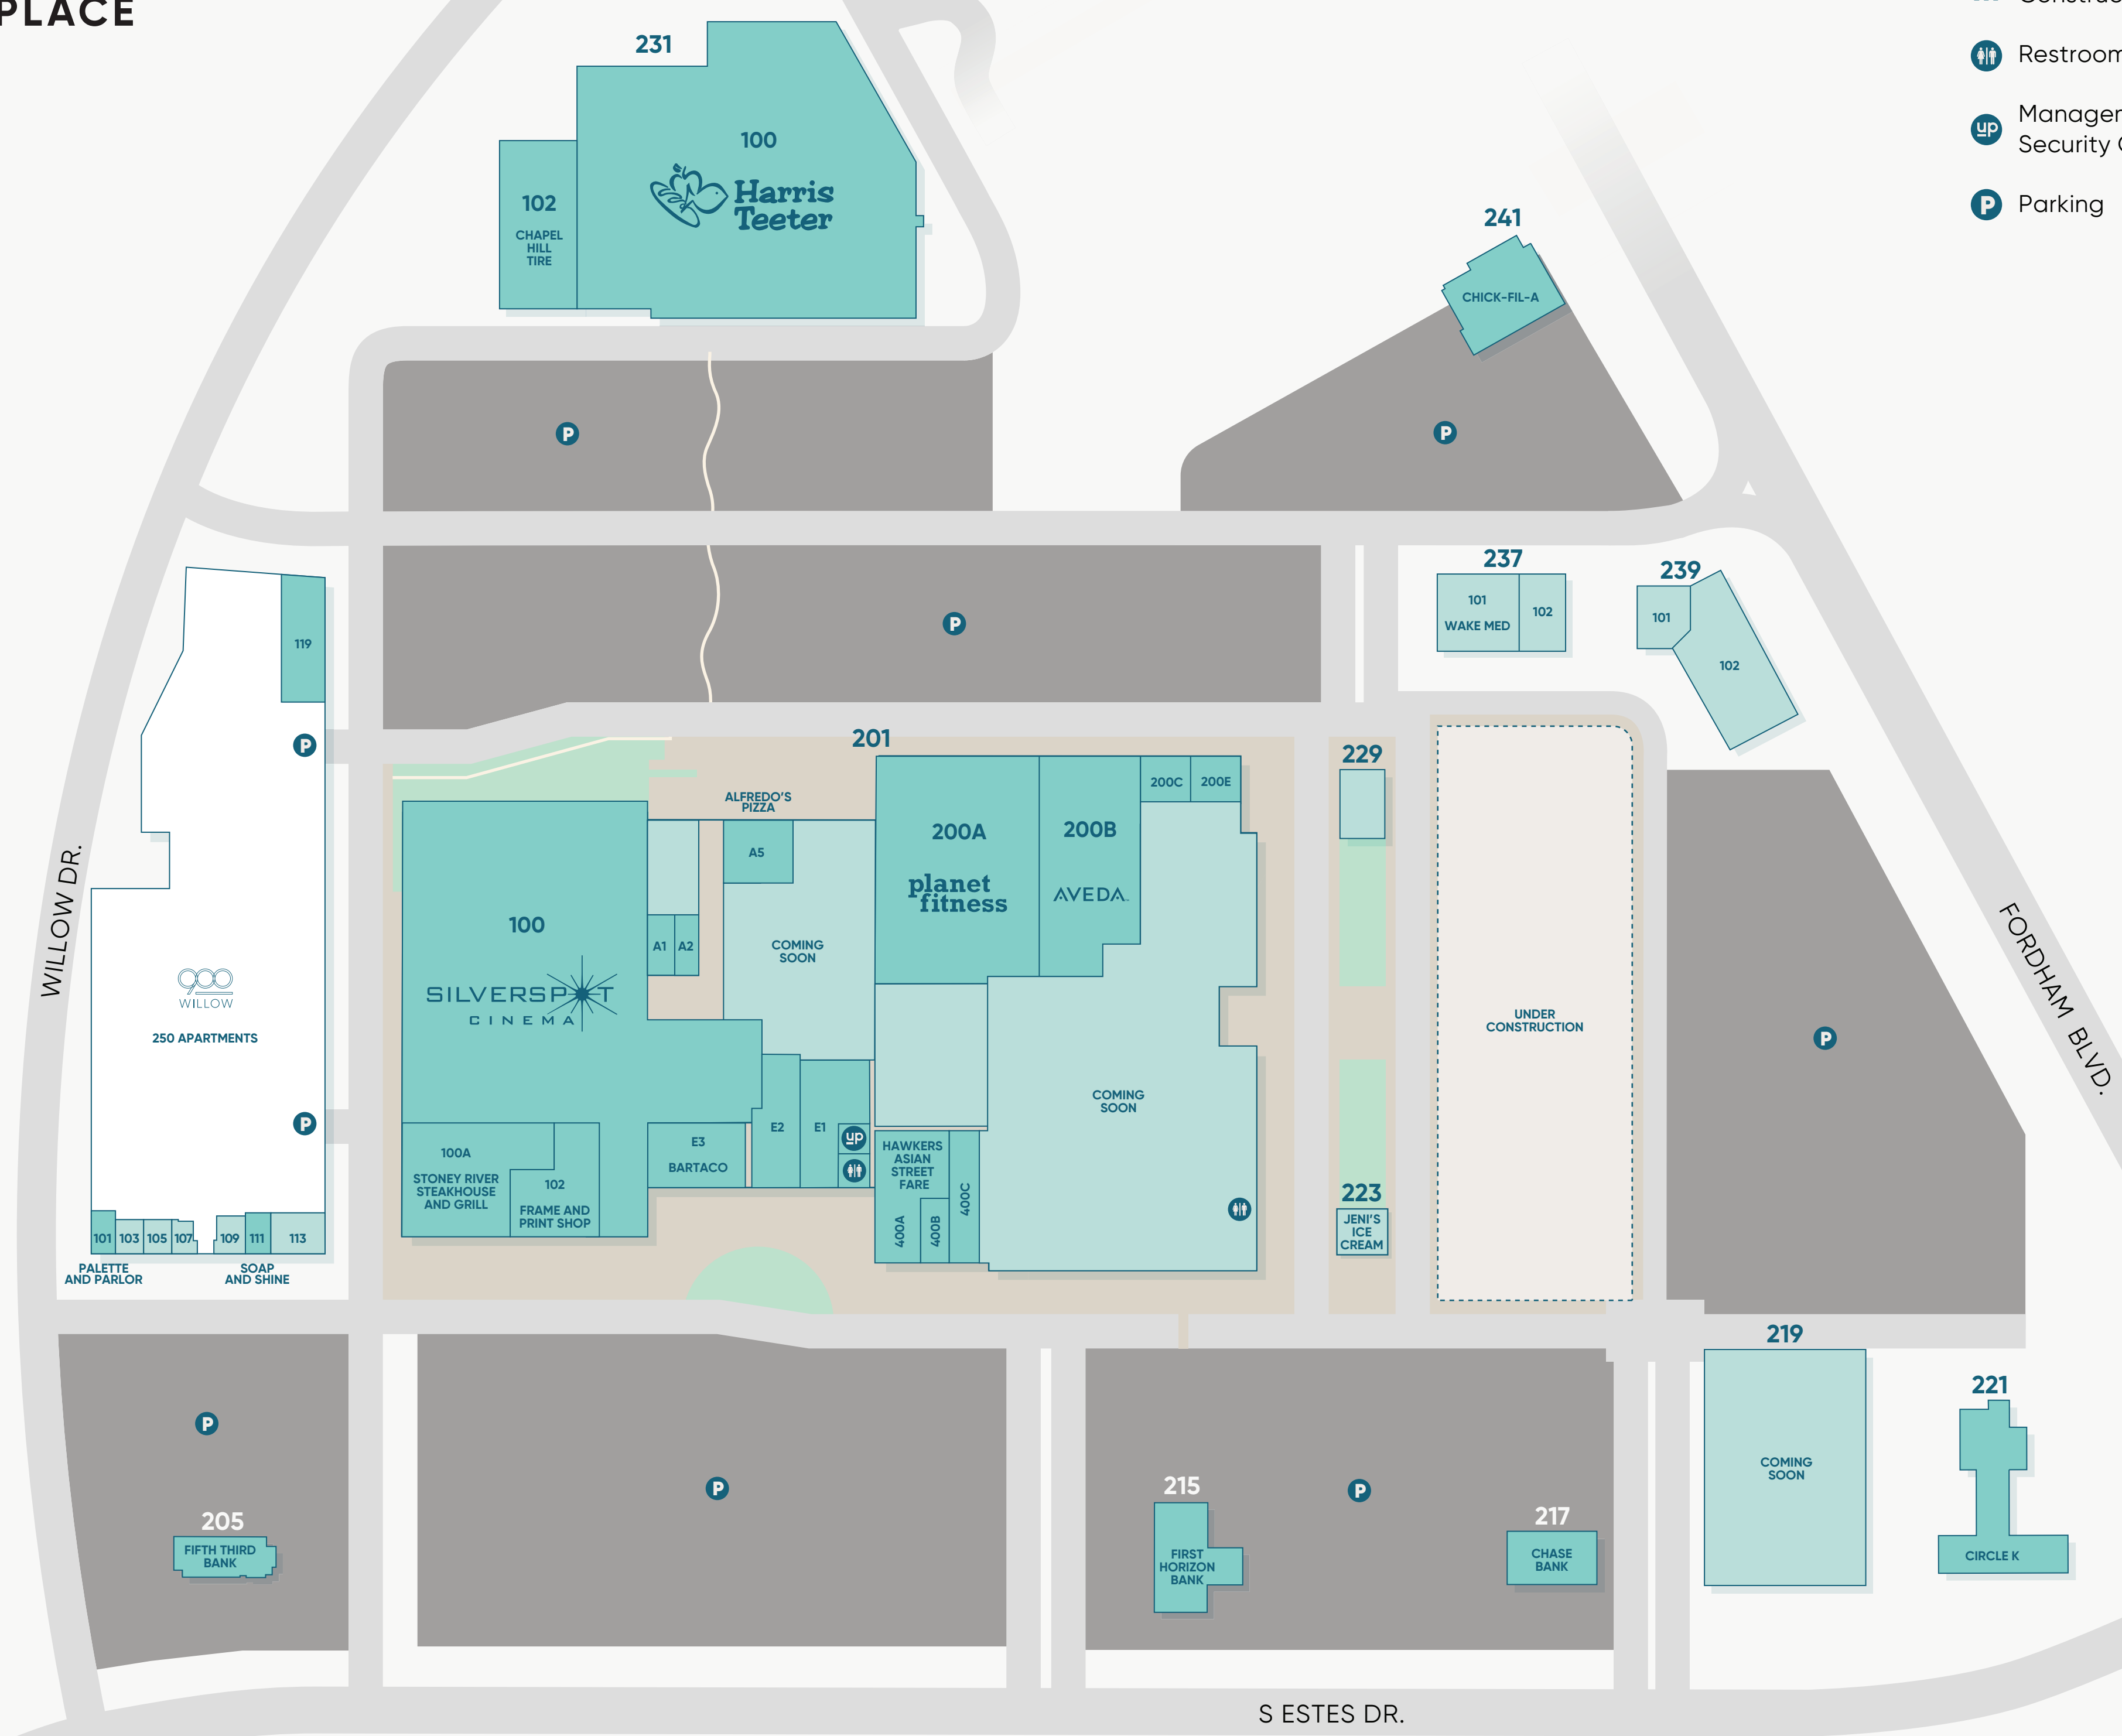 PLACE
Restroom
Security
P Parking
231
100
Harris
Teeter
102
CHAPEL
HILL
TIRE
241
CHICK-FIL-A
P
P
237
101
WAKE MED
102
239
101
102
119
P
P
201
229
ALFREDO'S
PIZZA
A5
200A
planet
fitness
200B
AVEDA
200C
200E
100
SILVERSPOT
CINEMA
A1
A2
COMING
SOON
WILLOW DR.
900
WILLOW
250 APARTMENTS
UNDER
CONSTRUCTION
P
FORDHAM BLVD.
COMING
SOON
P
E3
BARTACO
E2
E1
up
100A
STONEY RIVER
STEAKHOUSE
AND GRILL
102
FRAME AND
PRINT SHOP
HAWKERS
ASIAN
STREET
FARE
400A
400B
400C
223
JENI'S
ICE
CREAM
101
103
105
107
109
111
113
PALETTE
AND PARLOR
SOAP
AND SHINE
219
COMING
SOON
221
CIRCLE K
P
205
FIFTH THIRD
BANK
P
215
FIRST
HORIZON
BANK
P
217
CHASE
BANK
S ESTES DR.